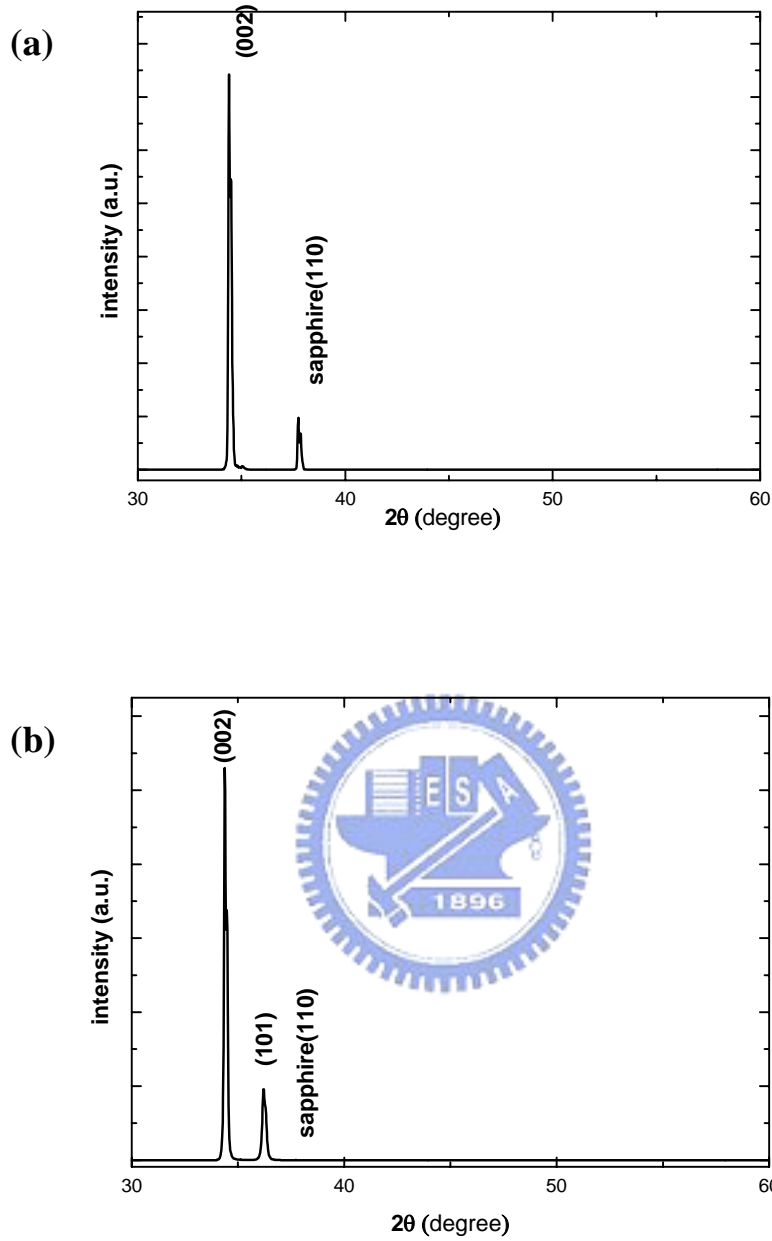 (a)
(002)
sapphire(110)
intensity (a.u.)
30 40 50 60
2θ (degree)
(b)
(002)
(101)
sapphire(110)
intensity (a.u.)
E S A
1896
30 40 50 60
2θ (degree)